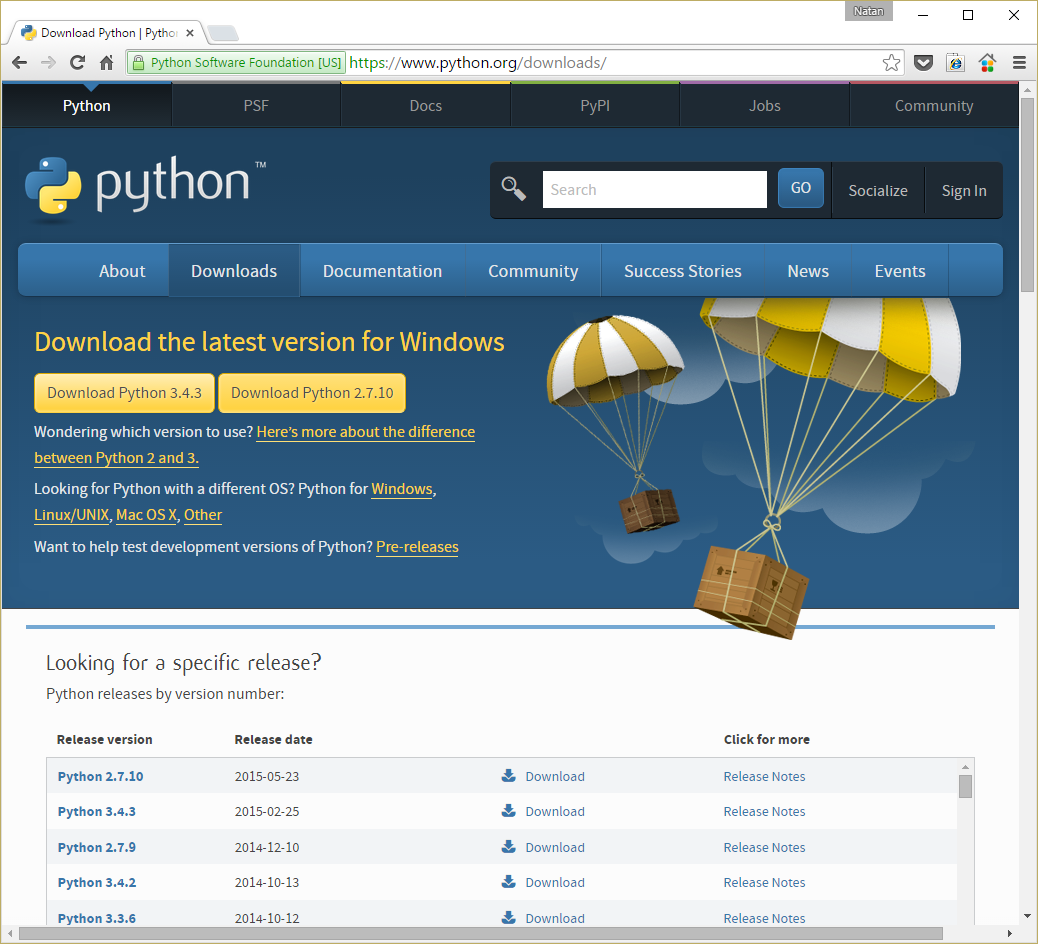 Natan
Download Python | Pytho
Python Software Foundation [US] https://www.python.org/downloads/
Python PSF Docs PyPI Jobs Community
python™
Search GO Socialize Sign In
About Downloads Documentation Community Success Stories News Events
Download the latest version for Windows
Download Python 3.4.3 Download Python 2.7.10
Wondering which version to use? Here’s more about the difference
between Python 2 and 3.
Looking for Python with a different OS? Python for Windows,
Linux/UNIX, Mac OS X, Other
Want to help test development versions of Python? Pre-releases
Looking for a specific release?
Python releases by version number:
Release version Release date Click for more
Python 2.7.10 2015-05-23 Download Release Notes
Python 3.4.3 2015-02-25 Download Release Notes
Python 2.7.9 2014-12-10 Download Release Notes
Python 3.4.2 2014-10-13 Download Release Notes
Python 3.3.6 2014-10-12 Download Release Notes